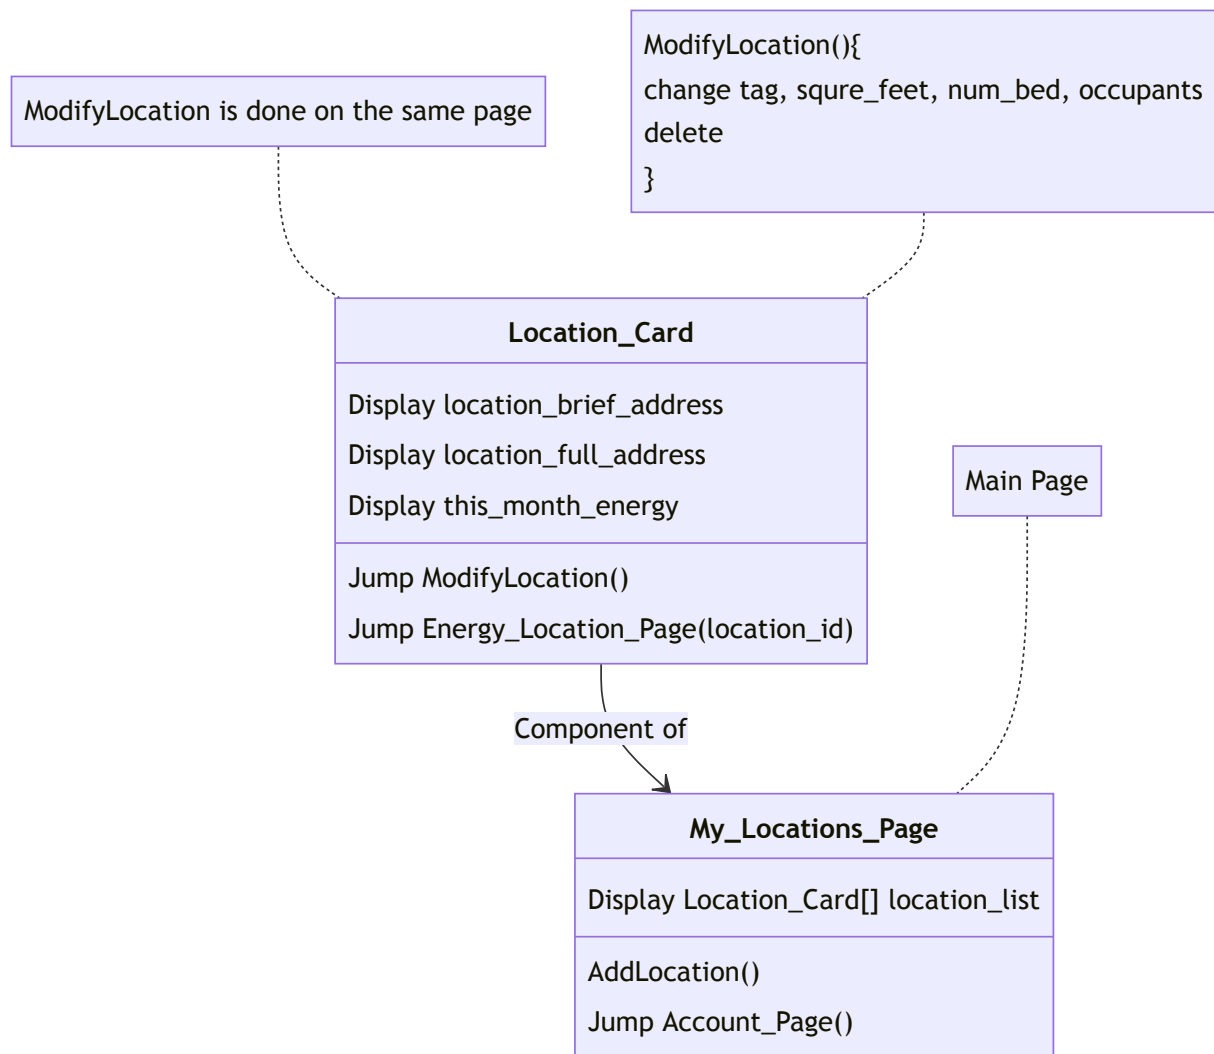 ModifyLocation(){
change tag, squre_feet, num_bed, occupants
delete
}
ModifyLocation is done on the same page
Location_Card
Display location_brief_address
Display location_full_address
Display this_month_energy
Jump ModifyLocation()
Jump Energy_Location_Page(location_id)
Main Page
Component of
My_Locations_Page
Display Location_Card[] location_list
AddLocation()
Jump Account_Page()